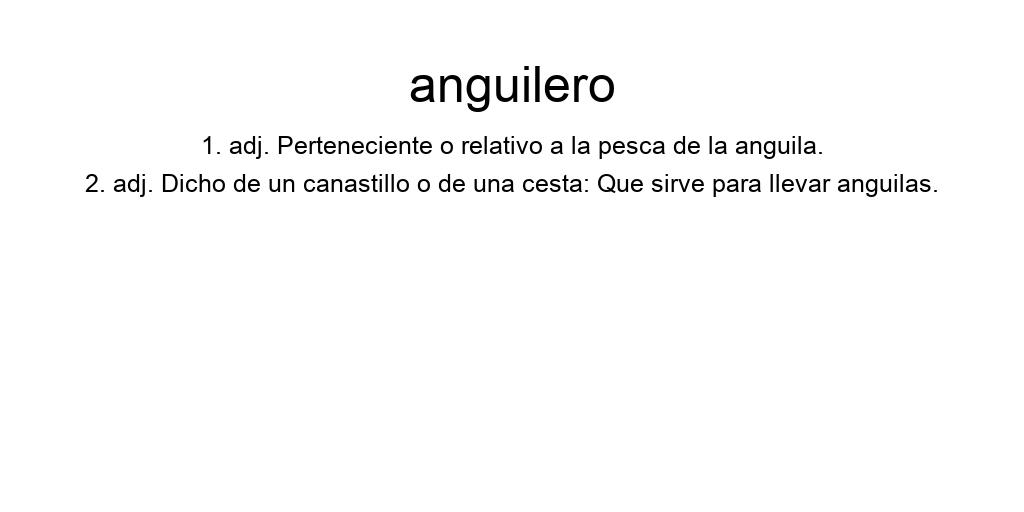 anguilero
1. adj. Perteneciente o relativo a la pesca de la anguila.
2. adj. Dicho de un canastillo o de una cesta: Que sirve para llevar anguilas.